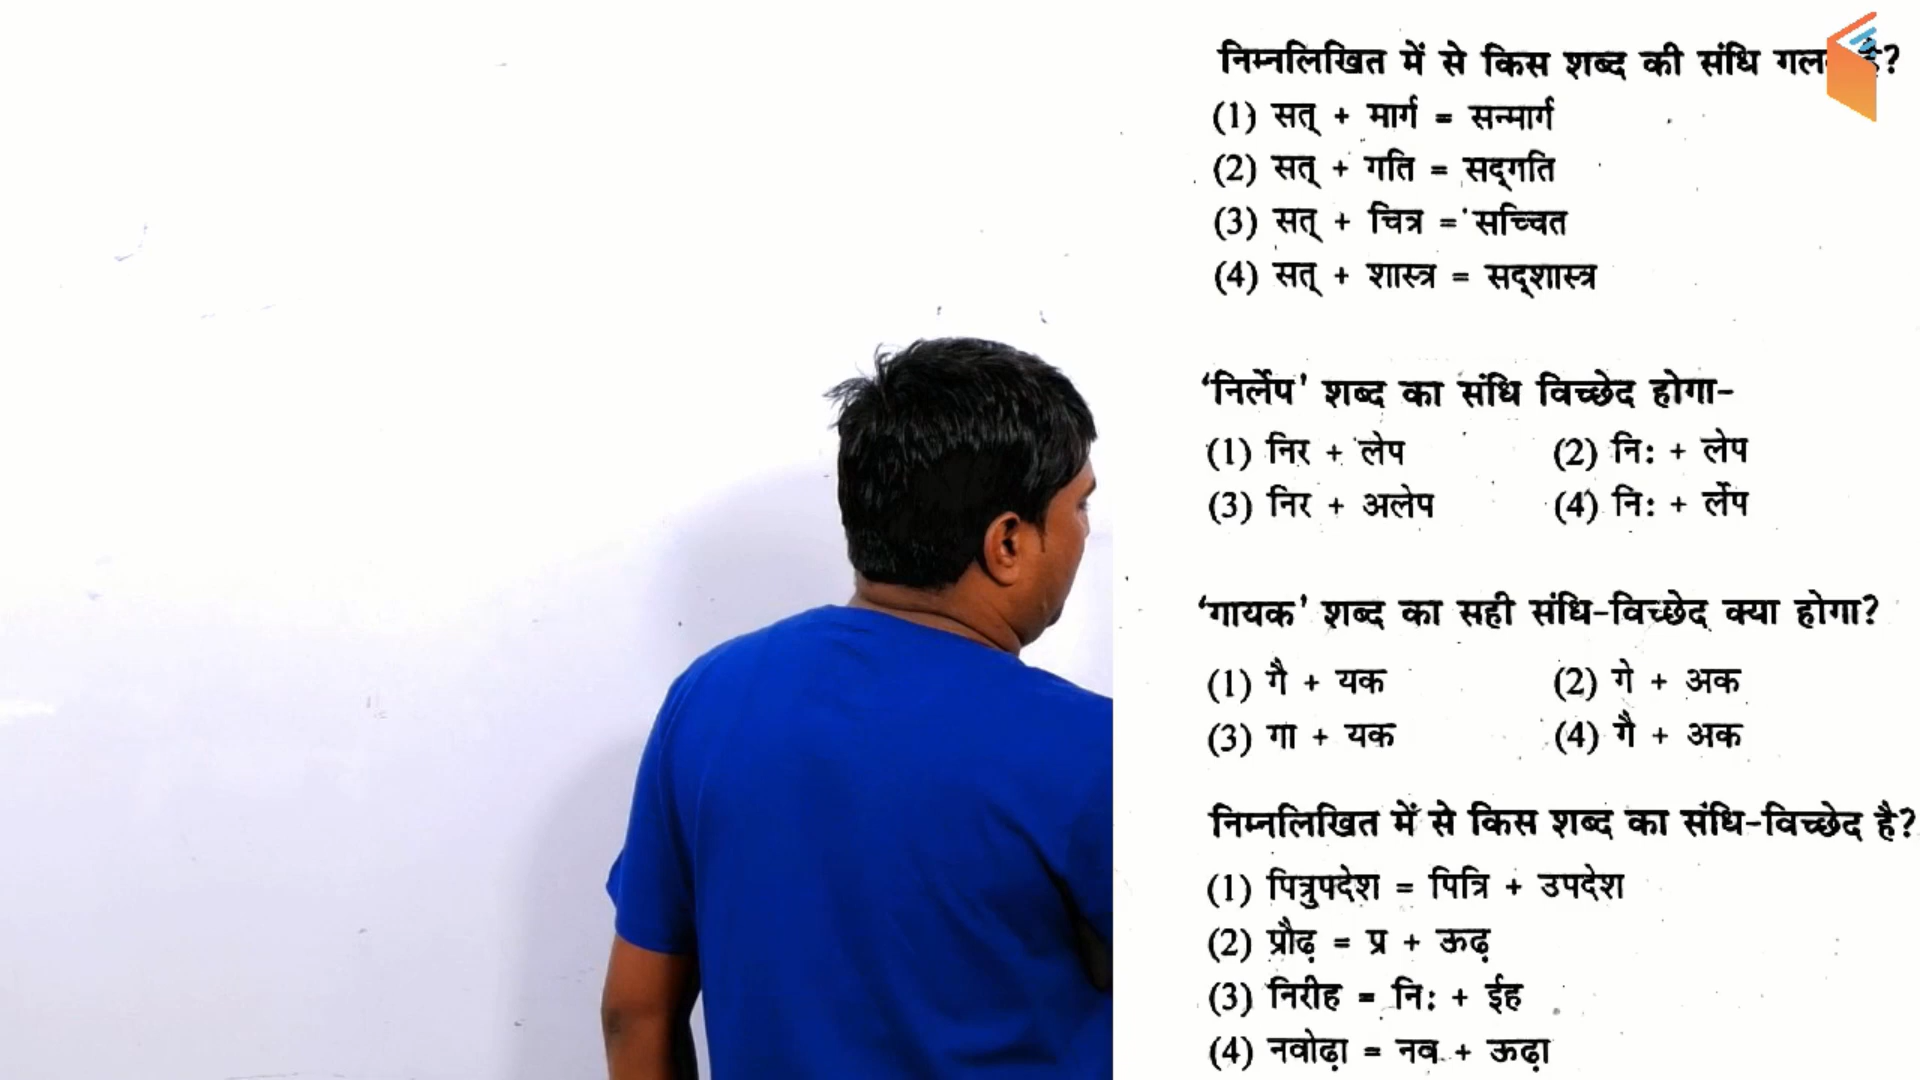 निम्नलिखित में से किस शब्द की संधि है?
(1) सत् + मार्ग = सन्मार्ग
(2) सत् + गति = सद्गति
(3) सत् + चित्र = सच्चित
(4) सत् + शास्त्र = सद्शास्त्र
‘निर्लेप’ शब्द का संधि विच्छेद होगा-
(1) निर + लेप (2) नि: + लेप
(3) निर + अलेप (4) नि: + र्लेप
‘गायक’ शब्द का सही संधि-विच्छेद क्या होगा?
(1) गै + यक (2) गे + अक
(3) गा + यक (4) गै + अक
निम्नलिखित में से किस शब्द का संधि-विच्छेद है?
(1) पित्रुपदेश = पित्रि + उपदेश
(2) प्रौढ़ = प्र + ऊढ़
(3) निरीह = नि: + ईह
(4) नवोढ़ा = नव + ऊढ़ा